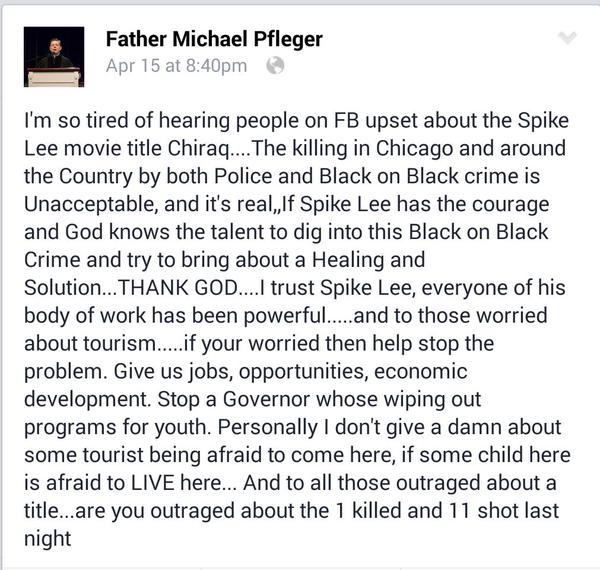 Father Michael Pfleger
Apr 15 at 8:40pm
I'm so tired of hearing people on FB upset about the Spike
Lee movie title Chiraq....The killing in Chicago and around
the Country by both Police and Black on Black crime is
Unacceptable, and it's real,,If Spike Lee has the courage
and God knows the talent to dig into this Black on Black
Crime and try to bring about a Healing and
Solution...THANK GOD....I trust Spike Lee, everyone of his
body of work has been powerful.....and to those worried
about tourism.....if your worried then help stop the
problem. Give us jobs, opportunities, economic
development. Stop a Governor whose wiping out
programs for youth. Personally I don't give a damn about
some tourist being afraid to come here, if some child here
is afraid to LIVE here... And to all those outraged about a
title...are you outraged about the 1 killed and 11 shot last
night